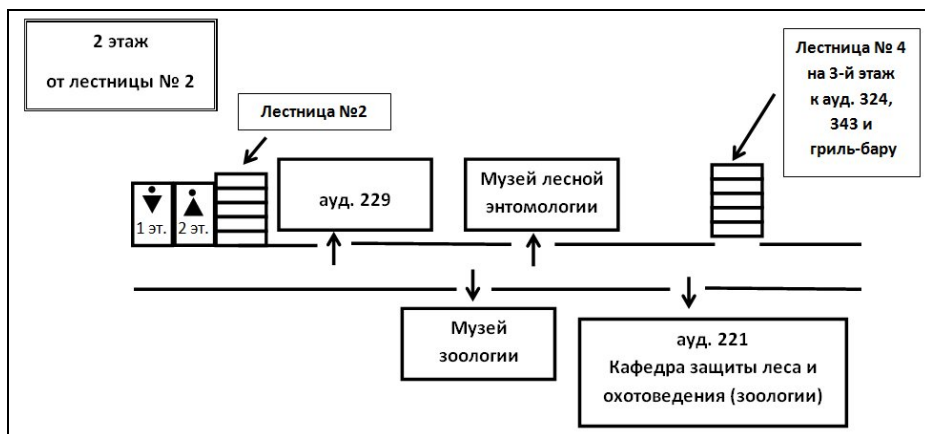 2 этаж
от лестницы № 2
Лестница № 4
на 3-й этаж
к ауд. 324,
343 и
гриль-бару
Лестница №2
1 эт.
2 эт.
ауд. 229
Музей лесной
энтомологии
Музей
зоологии
ауд. 221
Кафедра защиты леса и
охотоведения (зоологии)